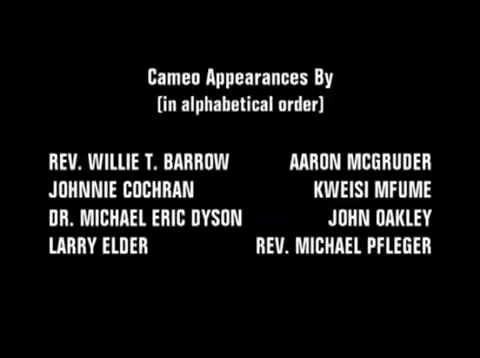 Cameo Appearances By
[in alphabetical order]
REV. WILLIE T. BARROW
JOHNNIE COCHRAN
DR. MICHAEL ERIC DYSON
LARRY ELDER
AARON MCGRUDER
KWEISI MFUME
JOHN OAKLEY
REV. MICHAEL PFLEGER